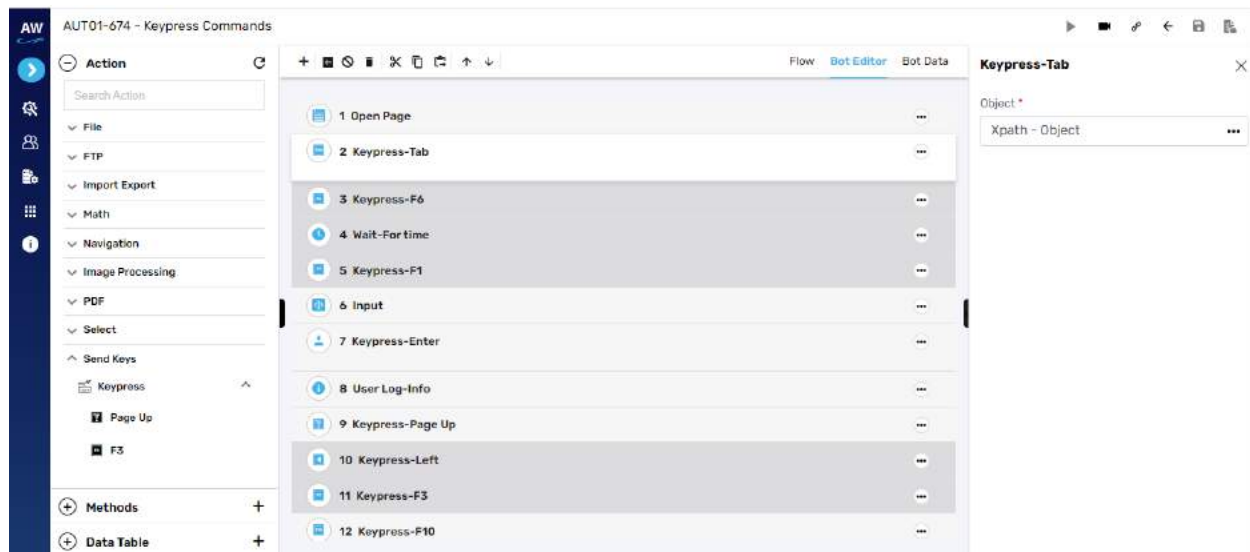 AW
AUT01-674 - Keypress Commands
Action
Search Action
File
FTP
Import Export
Math
Navigation
Image Processing
PDF
Select
Send Keys
Keypress
Page Up
F3
Methods
Data Table
Flow Bot Editor Bot Data
1 Open Page
2 Keypress-Tab
3 Keypress-F6
4 Wait-For time
5 Keypress-F1
6 Input
7 Keypress-Enter
8 User Log-Info
9 Keypress-Page Up
10 Keypress-Left
11 Keypress-F3
12 Keypress-F10
Keypress-Tab
Object *
Xpath - Object